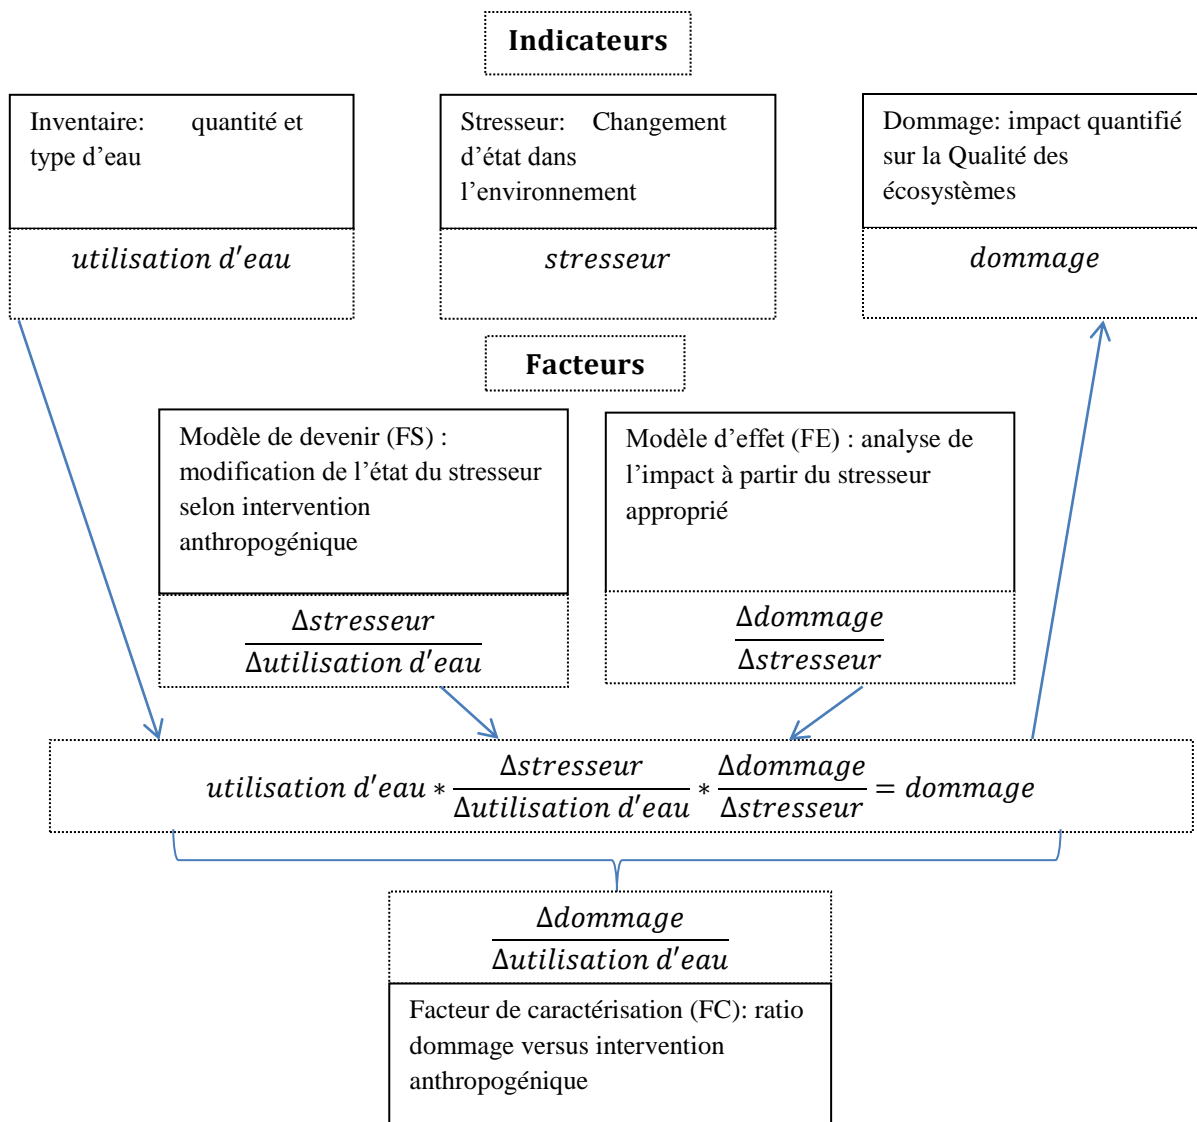 Indicateurs
Inventaire: quantité et
type d’eau
utilisation d′eau
Stresseur: Changement
d’état dans
l’environnement
stresseur
Dommage: impact quantifié
sur la Qualité des
écosystèmes
dommage
Facteurs
Modèle de devenir (FS) :
modification de l’état du stresseur
selon intervention
anthropogénique
Δstresseur
Δutilisation d′eau
Modèle d’effet (FE) : analyse de
l’impact à partir du stresseur
approprié
Δdommage
Δstresseur
utilisation d′eau * Δstresseur/Δutilisation d′eau * Δdommage/Δstresseur = dommage
Δdommage
Δutilisation d′eau
Facteur de caractérisation (FC): ratio
dommage versus intervention
anthropogénique